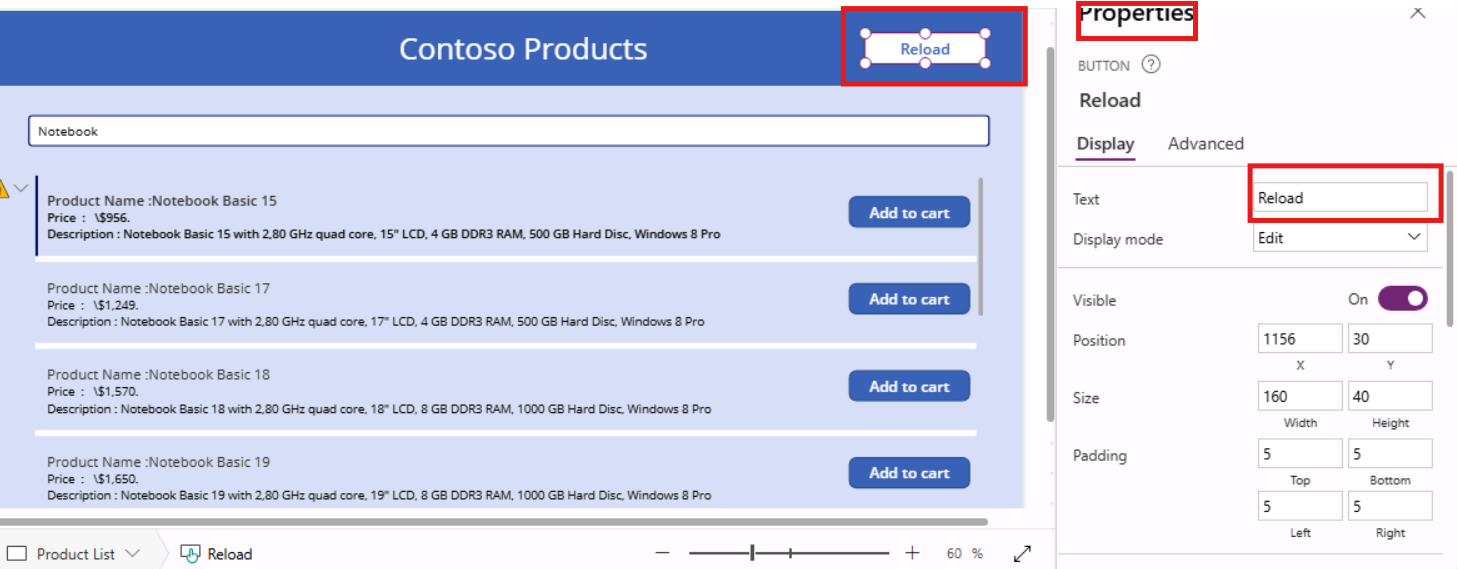 Contoso Products
Reload
Notebook
Product Name :Notebook Basic 15
Price : \$956.
Description : Notebook Basic 15 with 2,80 GHz quad core, 15" LCD, 4 GB DDR3 RAM, 500 GB Hard Disc, Windows 8 Pro
Add to cart
Product Name :Notebook Basic 17
Price : \$1,249.
Description : Notebook Basic 17 with 2,80 GHz quad core, 17" LCD, 4 GB DDR3 RAM, 500 GB Hard Disc, Windows 8 Pro
Add to cart
Product Name :Notebook Basic 18
Price : \$1,570.
Description : Notebook Basic 18 with 2,80 GHz quad core, 18" LCD, 8 GB DDR3 RAM, 1000 GB Hard Disc, Windows 8 Pro
Add to cart
Product Name :Notebook Basic 19
Price : \$1,650.
Description : Notebook Basic 19 with 2,80 GHz quad core, 19" LCD, 8 GB DDR3 RAM, 1000 GB Hard Disc, Windows 8 Pro
Add to cart
Product List
Reload
60 %
Properties
BUTTON ?
Reload
Display Advanced
Text Reload
Display mode Edit
Visible On
Position 1156 30
X Y
Size 160 40
Width Height
Padding 5 5
Top Bottom
5 5
Left Right